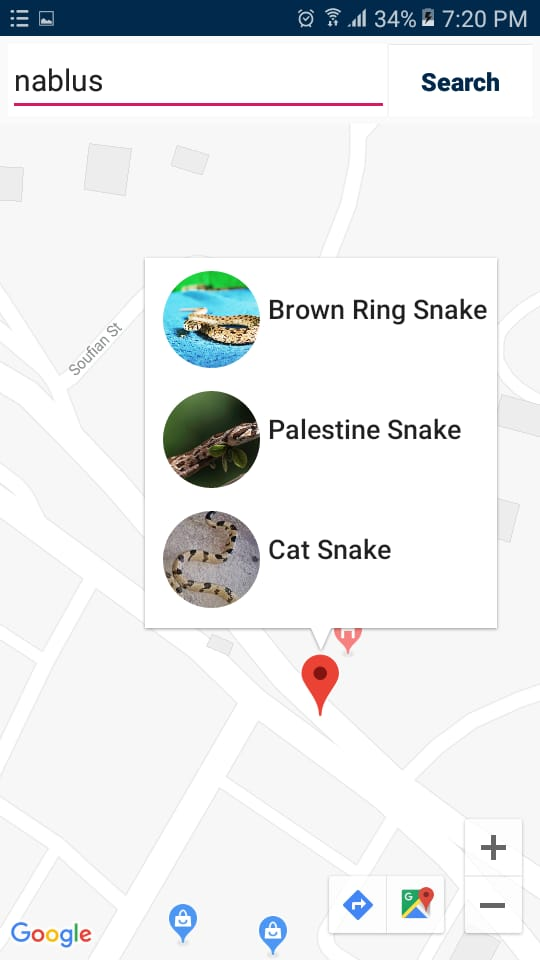 34% 7:20 PM
nablus
Search
Brown Ring Snake
Soufian St
Palestine Snake
Cat Snake
H
G
Google